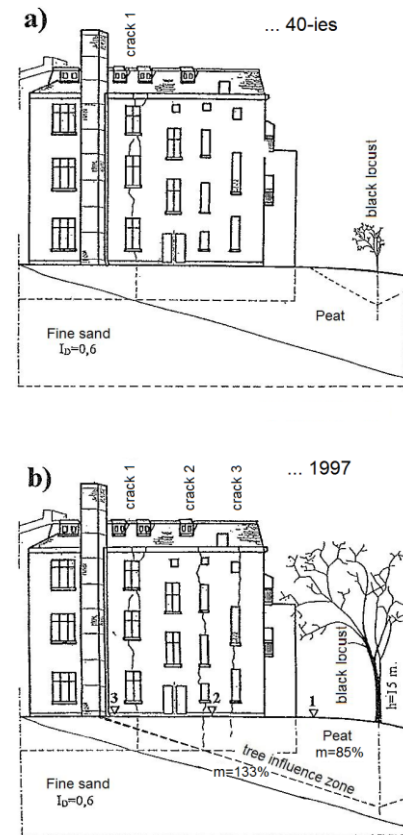 a)
crack 1
... 40-ies
black locust
Peat
Fine sand
I_D=0,6
b)
crack 1
crack 2
crack 3
... 1997
black locust
h=15 m.
3
2
1
Peat
m=85%
tree influence zone
m=133%
Fine sand
I_D=0,6